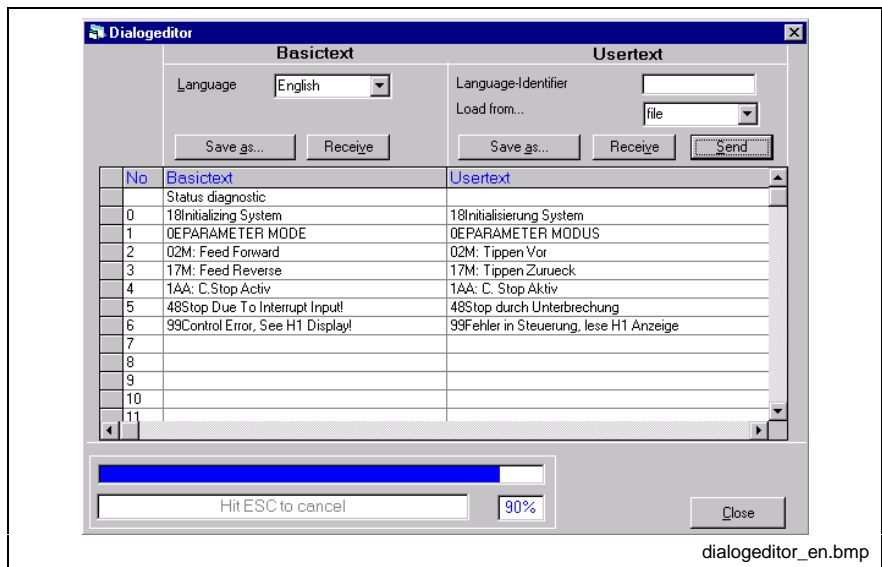 Dialogeditor
Basictext Usertext
Language English Language-Identifier
Load from... file
Save as... Receive Save as... Receive Send
No Basictext Usertext
Status diagnostic
0 18Initializing System 18Initialisierung System
1 0EPARAMETER MODE 0EPARAMETER MODUS
2 02M: Feed Forward 02M: Tippen Vor
3 17M: Feed Reverse 17M: Tippen Zurueck
4 1AA: C.Stop Activ 1AA: C. Stop Aktiv
5 48Stop Due To Interrupt Input! 48Stop durch Unterbrechung
6 99Control Error, See H1 Display! 99Fehler in Steuerung, lese H1 Anzeige
7
8
9
10
11
Hit ESC to cancel 90%
Close
dialogeditor_en.bmp